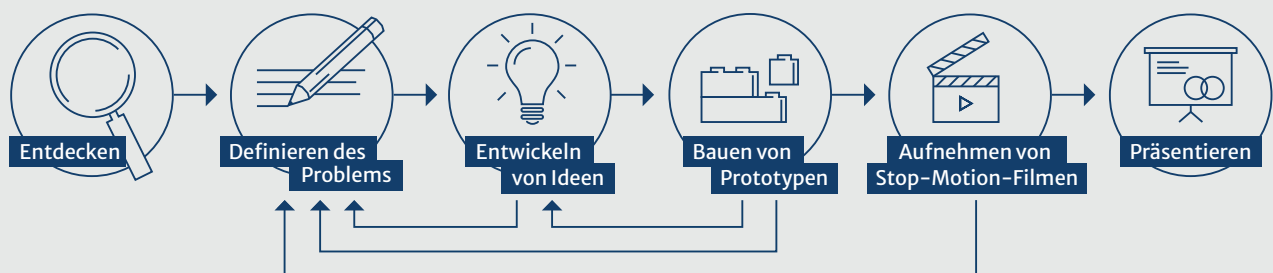 Entdecken
Definieren des
Problems
Entwickeln
von Ideen
Bauen von
Prototypen
Aufnehmen von
Stop-Motion-Filmen
Präsentieren